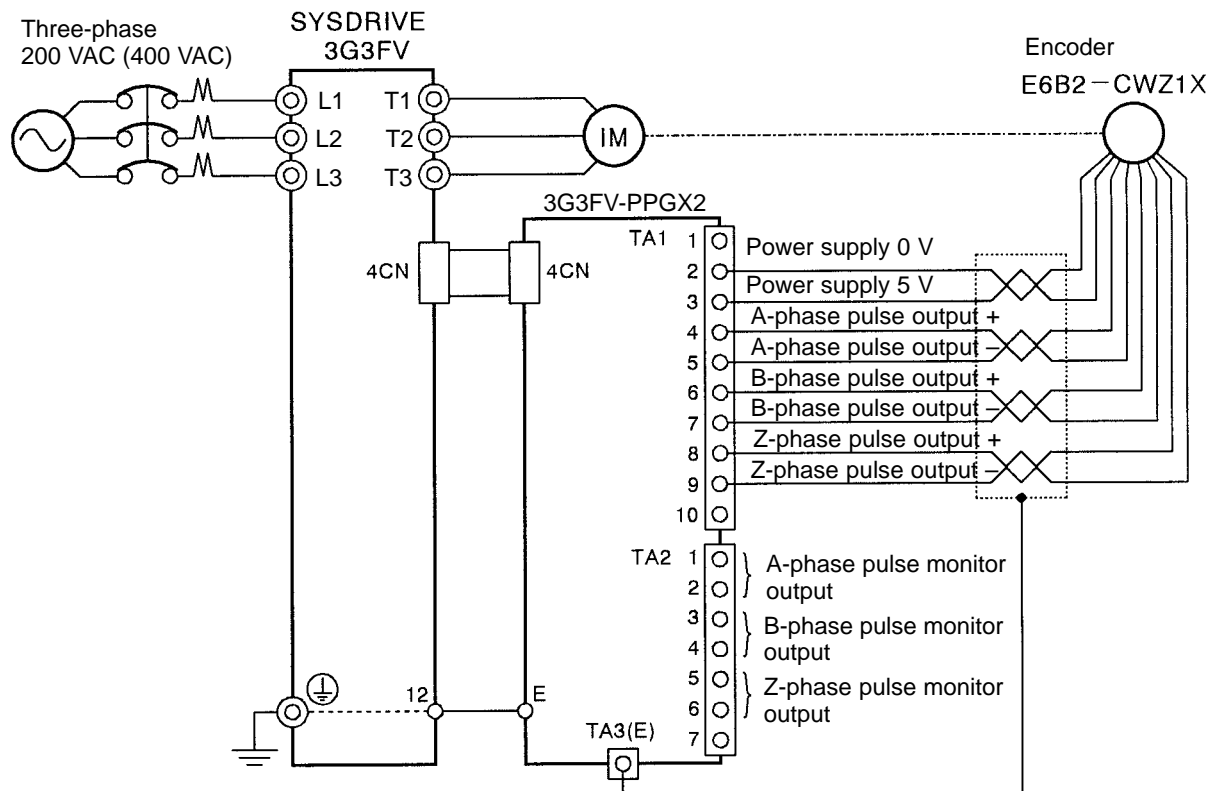 Three-phase
200 VAC (400 VAC)
SYSDRIVE
3G3FV
Encoder
E6B2-CWZ1X
L1
T1
L2
T2
L3
T3
IM
3G3FV-PPGX2
4CN
4CN
TA1
1
Power supply 0 V
2
Power supply 5 V
3
A-phase pulse output +
4
A-phase pulse output –
5
B-phase pulse output +
6
B-phase pulse output –
7
Z-phase pulse output +
8
Z-phase pulse output –
9
10
TA2
1
A-phase pulse monitor
output
2
3
B-phase pulse monitor
output
4
5
Z-phase pulse monitor
output
6
7
12
E
TA3(E)